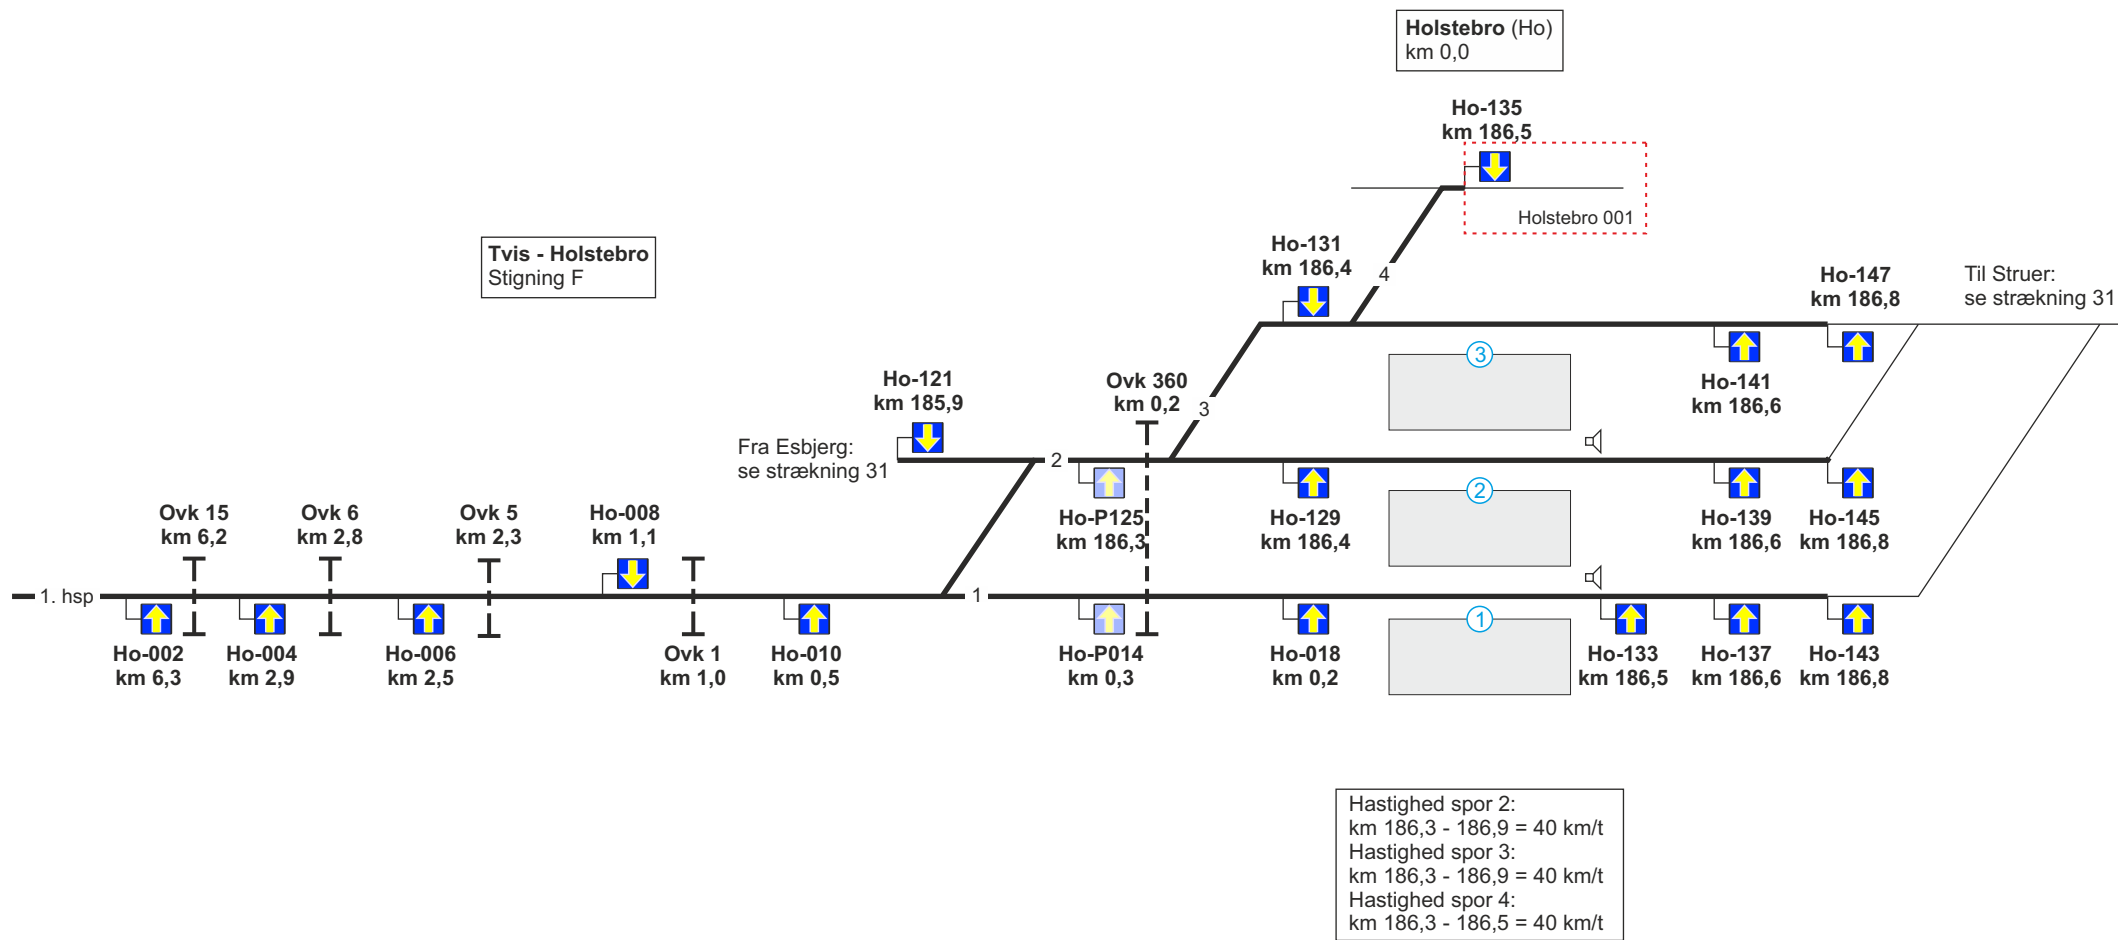 Holstebro (Ho)
km 0,0
Ho-135
km 186,5
Holstebro 001
Tvis - Holstebro
Stigning F
Ho-131
km 186,4
4
Ho-147
km 186,8
Til Struer:
se strækning 31
3
Ho-121
km 185,9
Ovk 360
km 0,2
3
Ho-141
km 186,6
Fra Esbjerg:
se strækning 31
2
2
Ho-P125
km 186,3
Ho-129
km 186,4
Ho-139
km 186,6
Ho-145
km 186,8
Ovk 15
km 6,2
Ovk 6
km 2,8
Ovk 5
km 2,3
Ho-008
km 1,1
1. hsp
1
1
Ho-002
km 6,3
Ho-004
km 2,9
Ho-006
km 2,5
Ovk 1
km 1,0
Ho-010
km 0,5
Ho-P014
km 0,3
Ho-018
km 0,2
Ho-133
km 186,5
Ho-137
km 186,6
Ho-143
km 186,8
Hastighed spor 2:
km 186,3 - 186,9 = 40 km/t
Hastighed spor 3:
km 186,3 - 186,9 = 40 km/t
Hastighed spor 4:
km 186,3 - 186,5 = 40 km/t